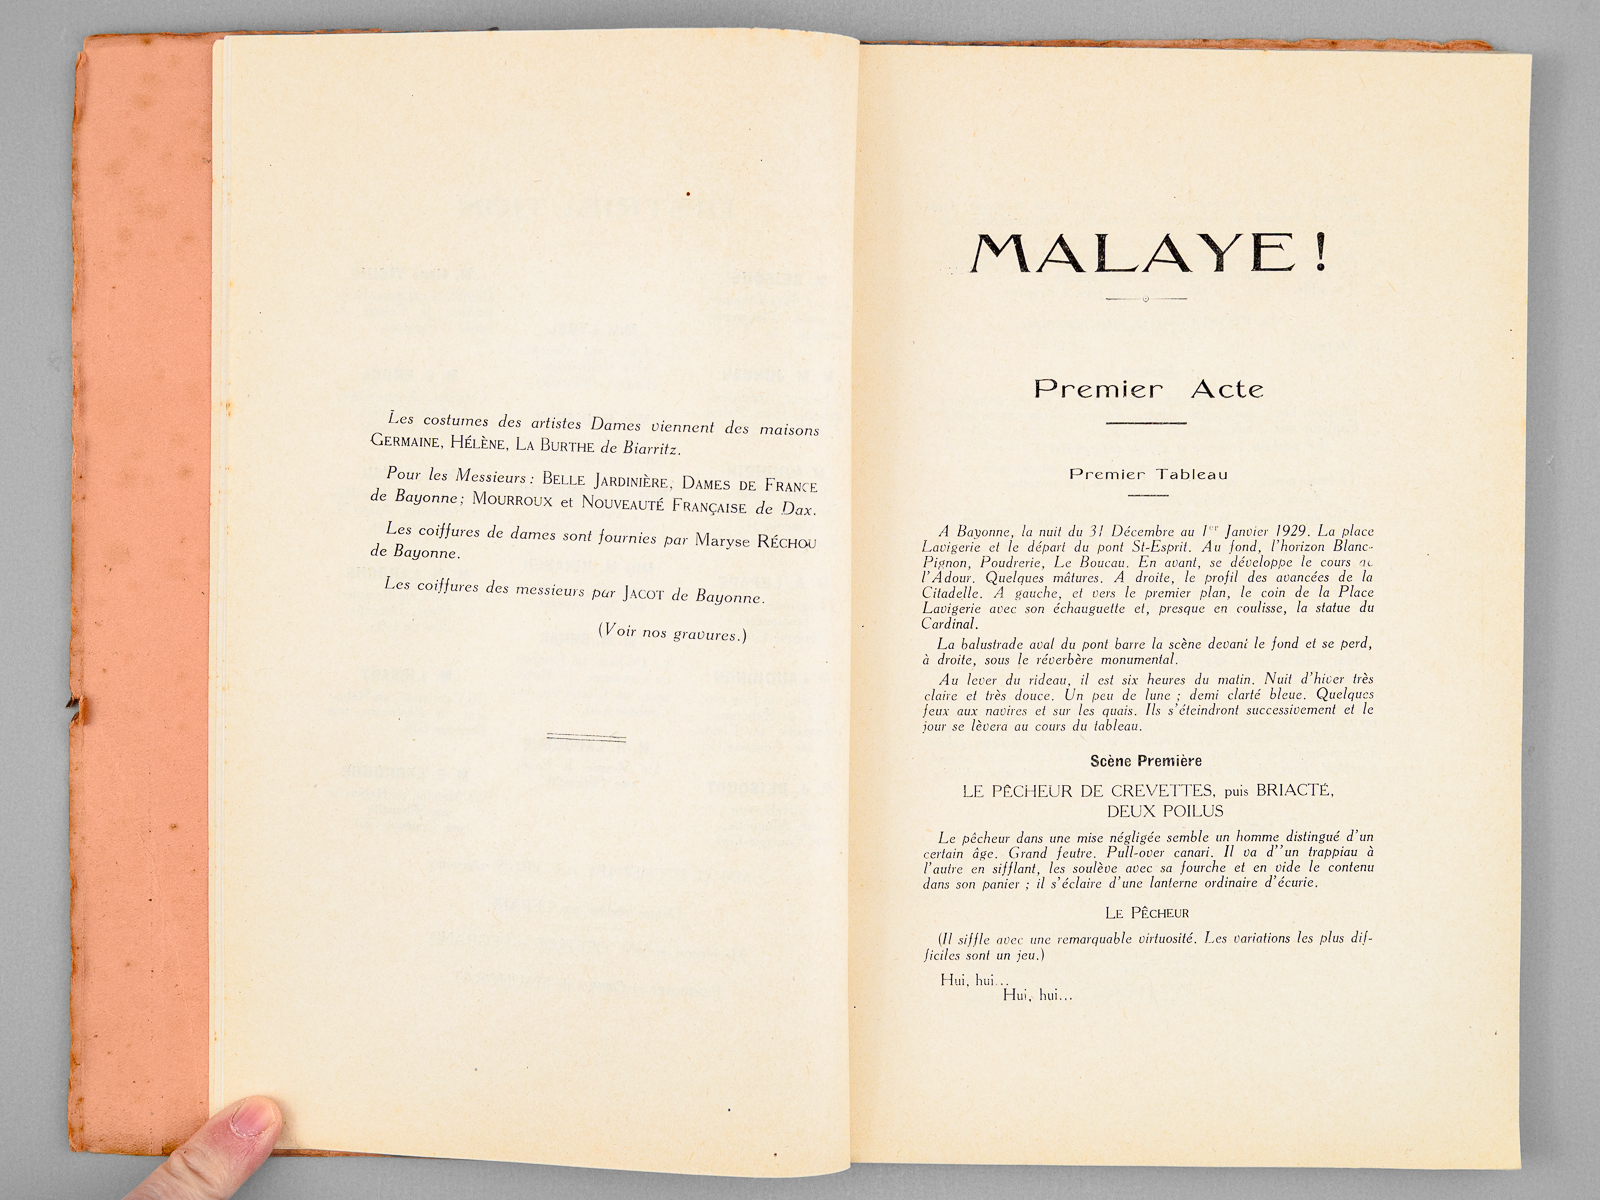 Les costumes des artistes Dames viennent des maisons
GERMAINE, HÉLÈNE, LA BURTHE de Biarritz.
Pour les Messieurs : BELLE JARDINIÈRE, DAMES DE FRANCE
de Bayonne ; MOURROUX et NOUVEAUTÉ FRANÇAISE de Dax.
Les coiffures de dames sont fournies par Maryse RÉCHOU
de Bayonne.
Les coiffures des messieurs par JACOT de Bayonne.
(Voir nos gravures.)
MALAYE !
Premier Acte
Premier Tableau
A Bayonne, la nuit du 31 Décembre au 1er Janvier 1929. La place
Lavigerie et le départ du pont St-Esprit. Au fond, l'horizon Blanc-
Pignon, Poudrerie, Le Boucau. En avant, se développe le cours de
l'Adour. Quelques mâtures. A droite, le profil des avancées de la
Citadelle. A gauche, et vers le premier plan, le coin de la Place
Lavigerie avec son échauguette et, presque en coulisse, la statue du
Cardinal.
La balustrade aval du pont barre la scène devant le fond et se perd,
à droite, sous le réverbère monumental.
Au lever du rideau, il est six heures du matin. Nuit d'hiver très
claire et très douce. Un peu de lune ; demi clarté bleue. Quelques
feux aux navires et sur les quais. Ils s'éteindront successivement et le
jour se lèvera au cours du tableau.
Scène Première
LE PÊCHEUR DE CREVETTES, puis BRIACTÉ,
DEUX POILUS
Le pêcheur dans une mise négligée semble un homme distingué d'un
certain âge. Grand feutre. Pull-over canari. Il va d''un trappiau à
l'autre en sifflant, les soulève avec sa fourche et en vide le contenu
dans son panier ; il s'éclaire d'une lanterne ordinaire d'écurie.
LE PÊCHEUR
(Il siffle avec une remarquable virtuosité. Les variations les plus dif-
ficiles sont un jeu.)
Hui, hui...
Hui, hui...